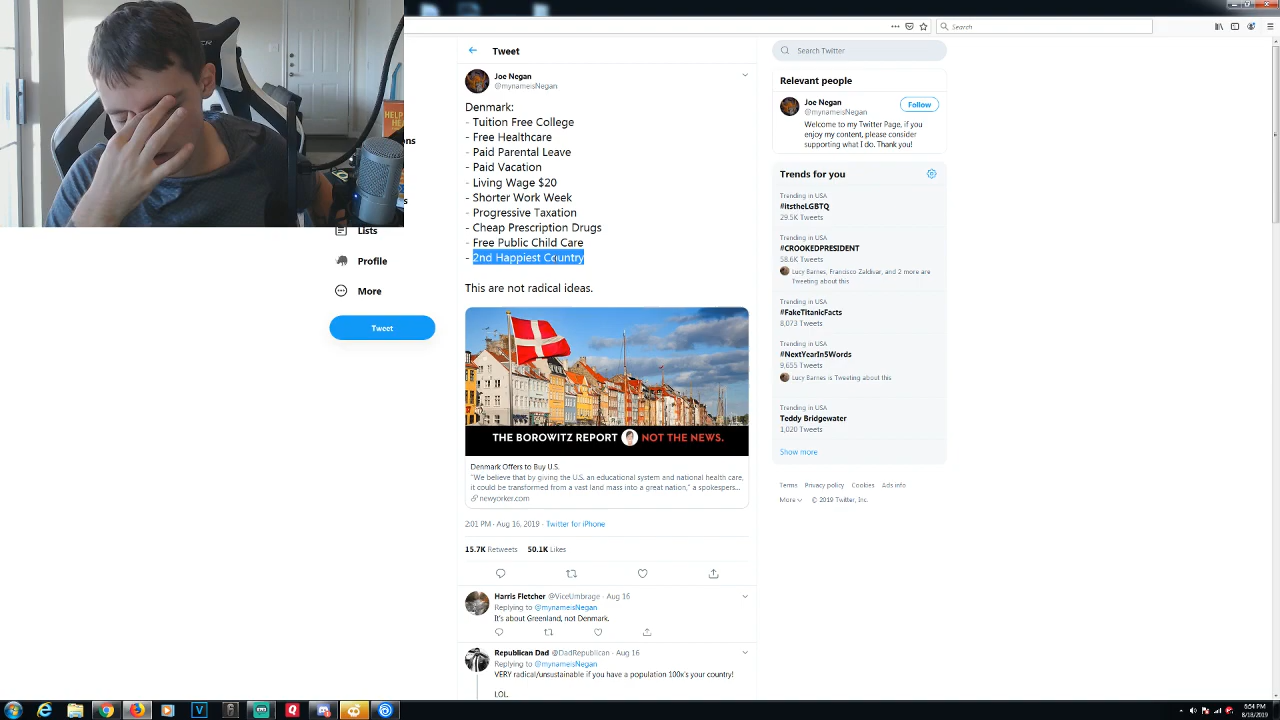 Search
Tweet
Joe Negan
@mynameisNegan
Denmark:
- Tuition Free College
- Free Healthcare
- Paid Parental Leave
- Paid Vacation
- Living Wage $20
- Shorter Work Week
- Progressive Taxation
- Cheap Prescription Drugs
- Free Public Child Care
- 2nd Happiest Country
This are not radical ideas.
THE BOROWITZ REPORT NOT THE NEWS.
Denmark Offers to Buy U.S.
"We believe that by giving the U.S. an educational system and national health care,
it could be transformed from a vast land mass into a great nation," a spokespers...
newyorker.com
2:01 PM · Aug 16, 2019 · Twitter for iPhone
15.7K Retweets 50.1K Likes
Harris Fletcher @ViceUmbrage · Aug 16
Replying to @mynameisNegan
It's about Greenland, not Denmark.
Republican Dad @DadRepublican · Aug 16
Replying to @mynameisNegan
VERY radical/unsustainable if you have a population 100x's your country!
LOL.
Lists
Profile
More
Tweet
Search Twitter
Relevant people
Joe Negan
@mynameisNegan
Follow
Welcome to my Twitter Page, if you
enjoy my content, please consider
supporting what I do. Thank you!
Trends for you
Trending in USA
#itstheLGBTQ
29.5K Tweets
Trending in USA
#CROOKEDPRESIDENT
58.6K Tweets
Lucy Barnes, Francisco Zaldivar, and 2 more are
Tweeting about this
Trending in USA
#FakeTitanicFacts
8,073 Tweets
Trending in USA
#NextYearIn5Words
9,655 Tweets
Lucy Barnes is Tweeting about this
Trending in USA
Teddy Bridgewater
1,020 Tweets
Show more
Terms Privacy policy Cookies Ads info
More © 2019 Twitter, Inc.
6:54 PM
8/18/2019